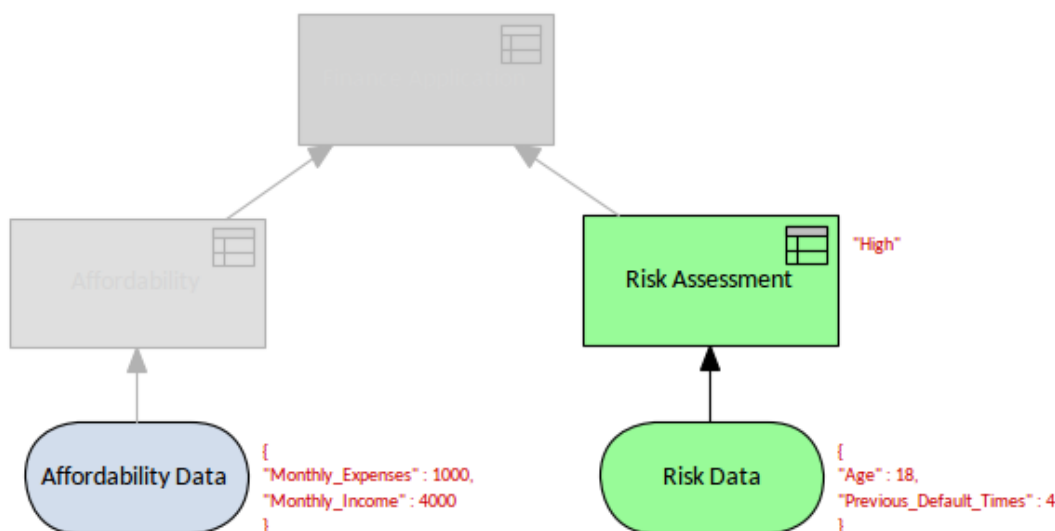 Affordability
Risk Assessment
"High"
Affordability Data
{
"Monthly_Expenses" : 1000,
"Monthly_Income" : 4000
}
Risk Data
{
"Age" : 18,
"Previous_Default_Times" : 4
}